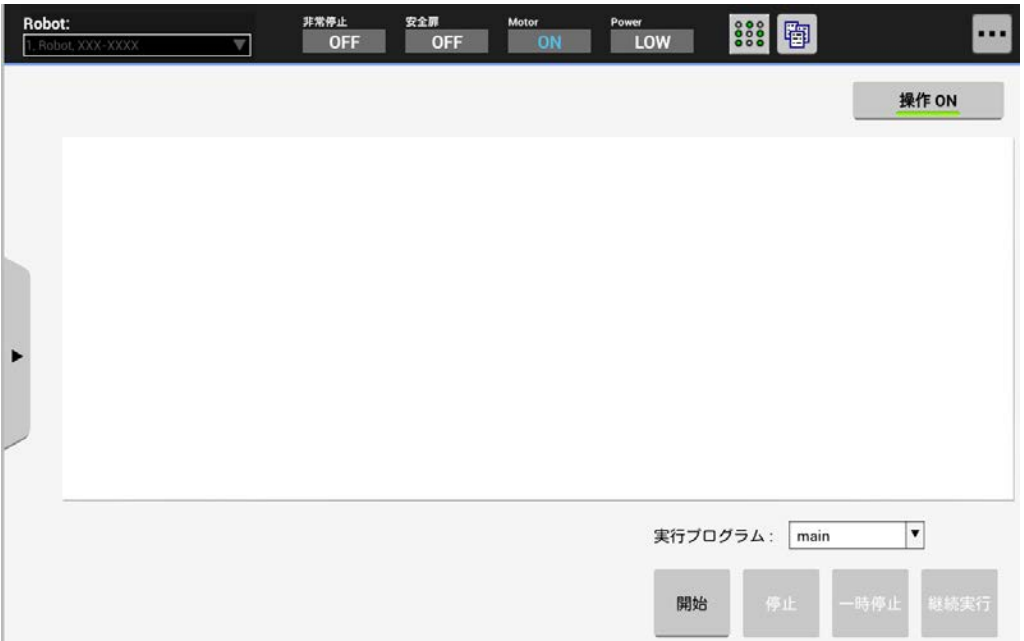 Robot:
1, Robot, XXX-XXXX
非常停止
OFF
安全扉
OFF
Motor
ON
Power
LOW
操作 ON
実行プログラム : main
開始 停止 一時停止 継続実行